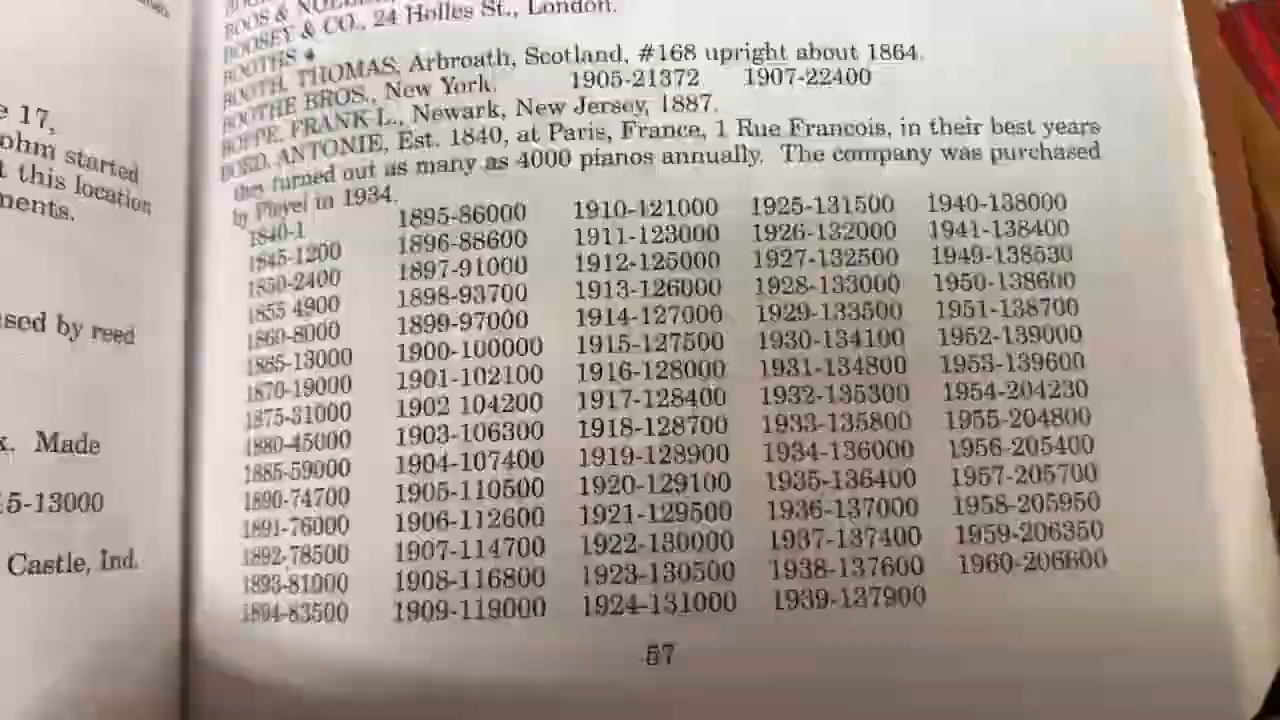 e 17,
ohm started
t this location
ments.
sed by reed
x. Made
5-13000
Castle, Ind.
BOOSEY & CO., 24 Holles St., London.
BOOTHS
BOOTH, THOMAS, Arbroath, Scotland, #168 upright about 1864.
BOOTHE BROS., New York. 1905-21372 1907-22400
BOPPE, FRANK L., Newark, New Jersey, 1887.
BORD, ANTONIE, Est. 1840, at Paris, France, 1 Rue Francois, in their best years
they turned out as many as 4000 pianos annually. The company was purchased
by Pleyel in 1934.
1840-1 1895-86000 1910-121000 1925-131500 1940-138000
1845-1200 1896-88600 1911-123000 1926-132000 1941-138400
1850-2400 1897-91000 1912-125000 1927-132500 1949-138530
1855 4900 1898-93700 1913-126000 1928-133000 1950-138600
1860-8000 1899-97000 1914-127000 1929-133500 1951-138700
1865-13000 1900-100000 1915-127500 1930-134100 1952-139000
1870-19000 1901-102100 1916-128000 1931-134800 1953-139600
1875-31000 1902 104200 1917-128400 1932-135300 1954-204230
1880-45000 1903-106300 1918-128700 1933-135800 1955-204800
1885-59000 1904-107400 1919-128900 1934-136000 1956-205400
1890-74700 1905-110500 1920-129100 1935-136400 1957-205700
1891-76000 1906-112600 1921-129500 1936-137000 1958-205950
1892-78500 1907-114700 1922-130000 1937-137400 1959-206350
1893-81000 1908-116800 1923-130500 1938-137600 1960-206600
1894-83500 1909-119000 1924-131000 1939-137900
57